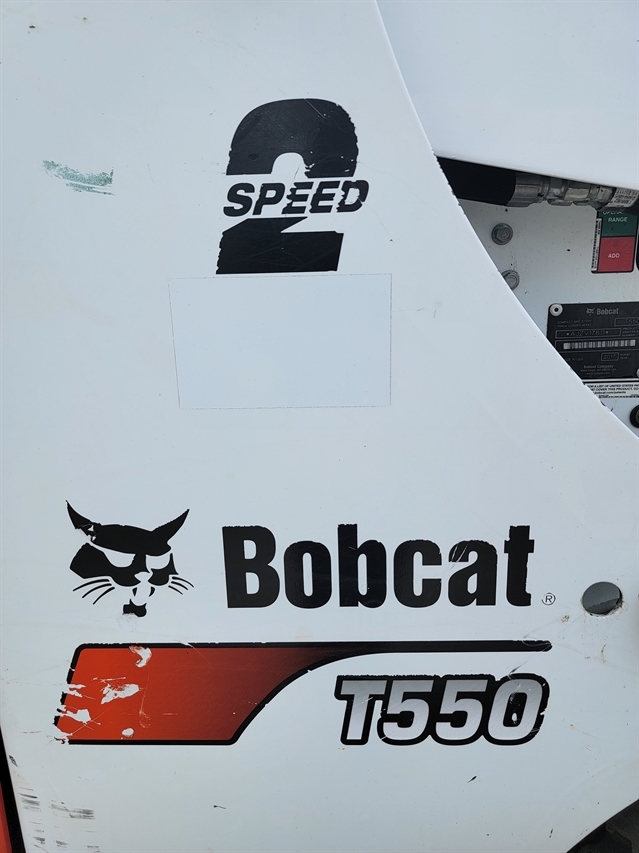 2
SPEED
RANGE
ADD
Bobcat
Bobcat ®
T550